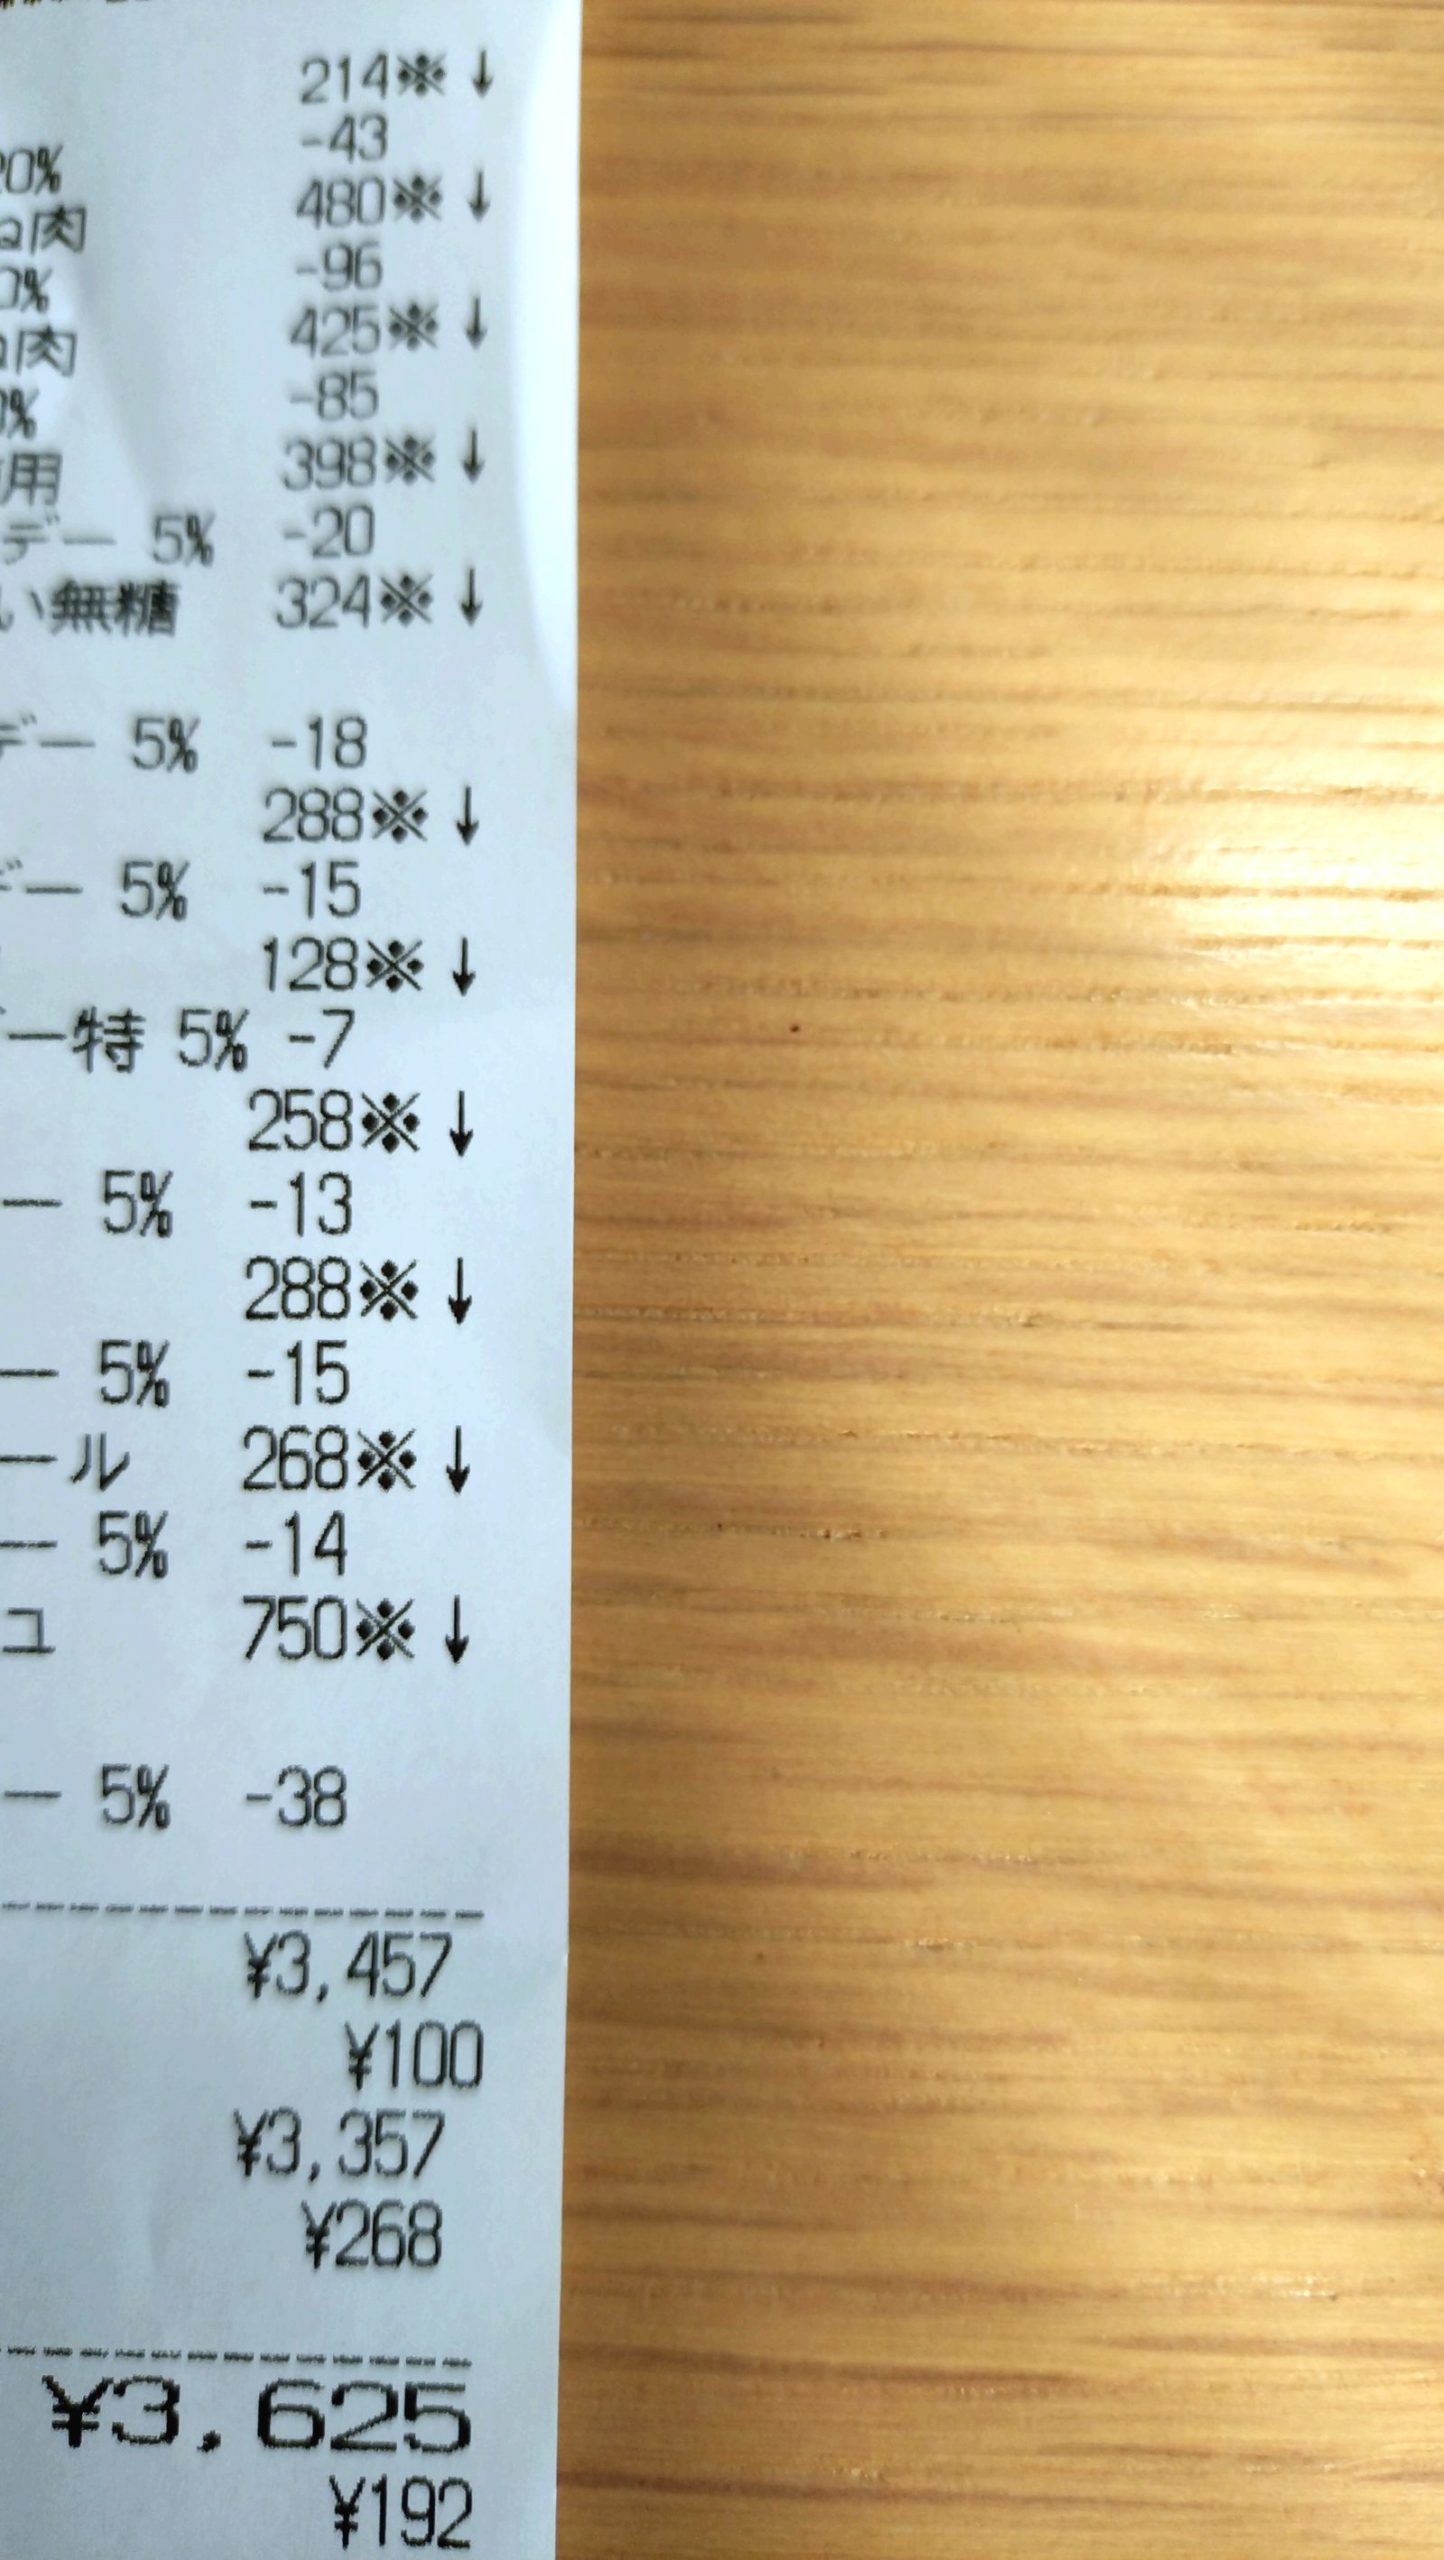 214※ ↓
20% -43
ね肉 480※ ↓
0% -96
ね肉 425※ ↓
0% -85
用 398※ ↓
デー 5% -20
い無糖 324※ ↓
デー 5% -18
288※ ↓
デー 5% -15
128※ ↓
デー特 5% -7
258※ ↓
ー 5% -13
288※ ↓
ー 5% -15
ール 268※ ↓
ー 5% -14
ユ 750※ ↓
ー 5% -38
¥3,457
¥100
¥3,357
¥268
¥3,625
¥192